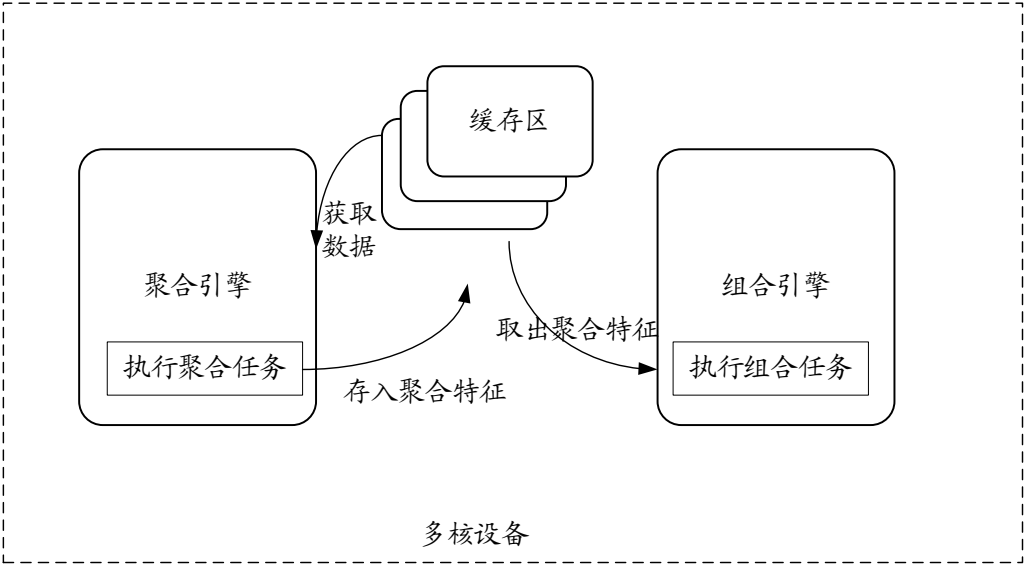 缓存区
获取
数据
聚合引擎
组合引擎
取出聚合特征
执行聚合任务
执行组合任务
存入聚合特征
多核设备